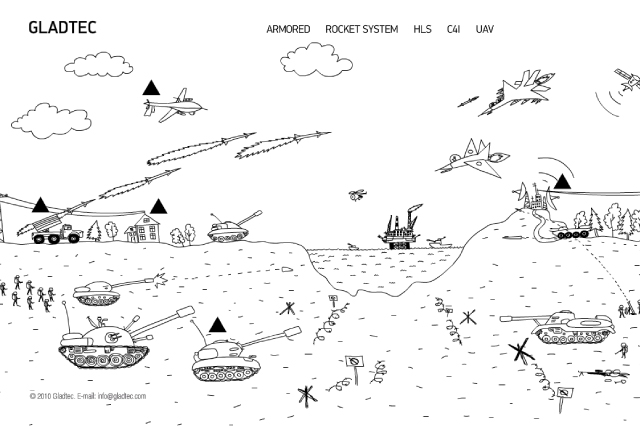 GLADTEC
ARMORED ROCKET SYSTEM HLS C4I UAV
© 2010 Gladtec. E-mail: info@gladtec.com